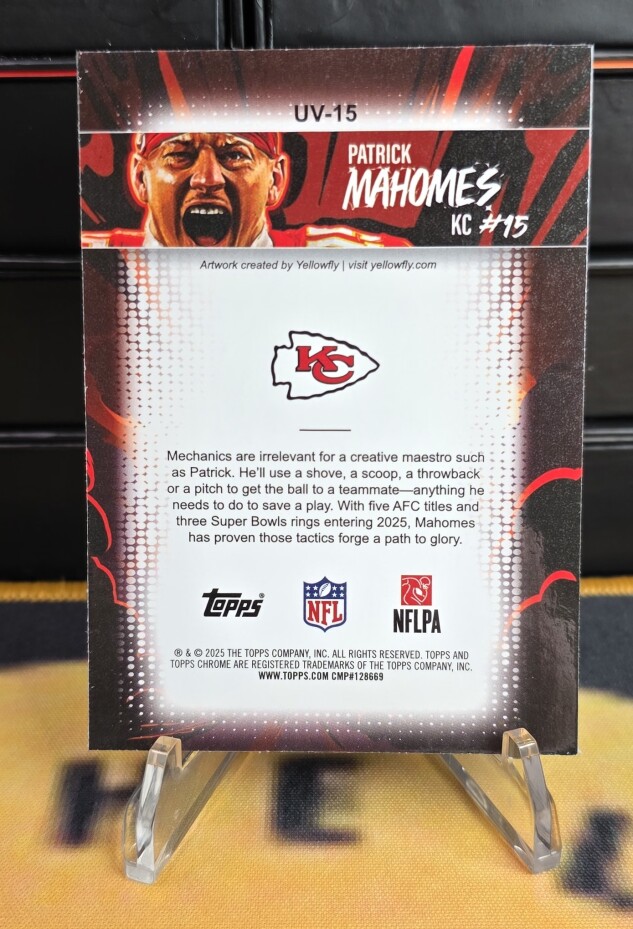 UV-15
PATRICK
MAHOMES
KC #15
Artwork created by Yellowfly | visit yellowfly.com
KC
Mechanics are irrelevant for a creative maestro such
as Patrick. He'll use a shove, a scoop, a throwback
or a pitch to get the ball to a teammate—anything he
needs to do to save a play. With five AFC titles and
three Super Bowls rings entering 2025, Mahomes
has proven those tactics forge a path to glory.
TOPPS®
NFL
NFLPA
® & © 2025 THE TOPPS COMPANY, INC. ALL RIGHTS RESERVED. TOPPS AND
TOPPS CHROME ARE REGISTERED TRADEMARKS OF THE TOPPS COMPANY, INC.
WWW.TOPPS.COM CMP#128669
H E